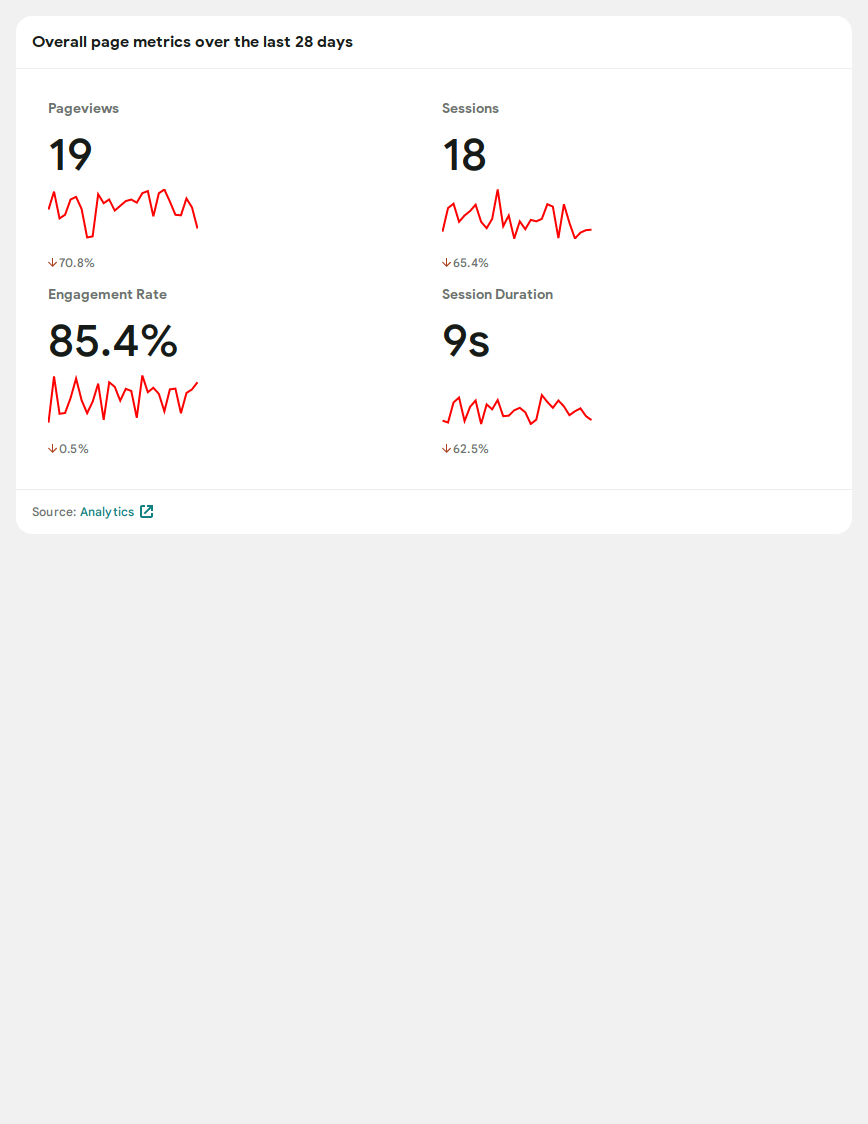 Overall page metrics over the last 28 days
Pageviews
19
70.8%
Sessions
18
65.4%
Engagement Rate
85.4%
0.5%
Session Duration
9s
62.5%
Source: Analytics